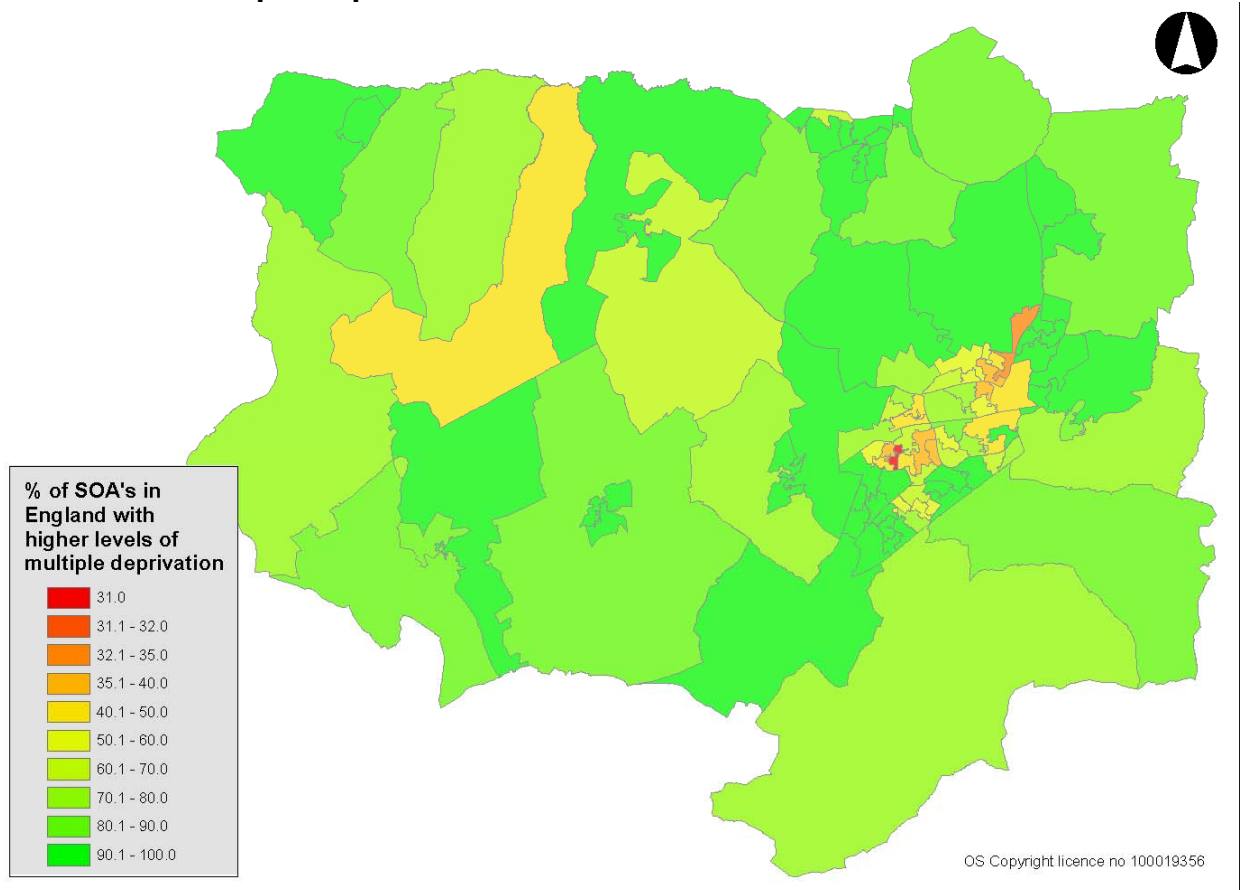 % of SOA's in
England with
higher levels of
multiple deprivation
31.0
31.1 - 32.0
32.1 - 35.0
35.1 - 40.0
40.1 - 50.0
50.1 - 60.0
60.1 - 70.0
70.1 - 80.0
80.1 - 90.0
90.1 - 100.0
OS Copyright licence no 100019356